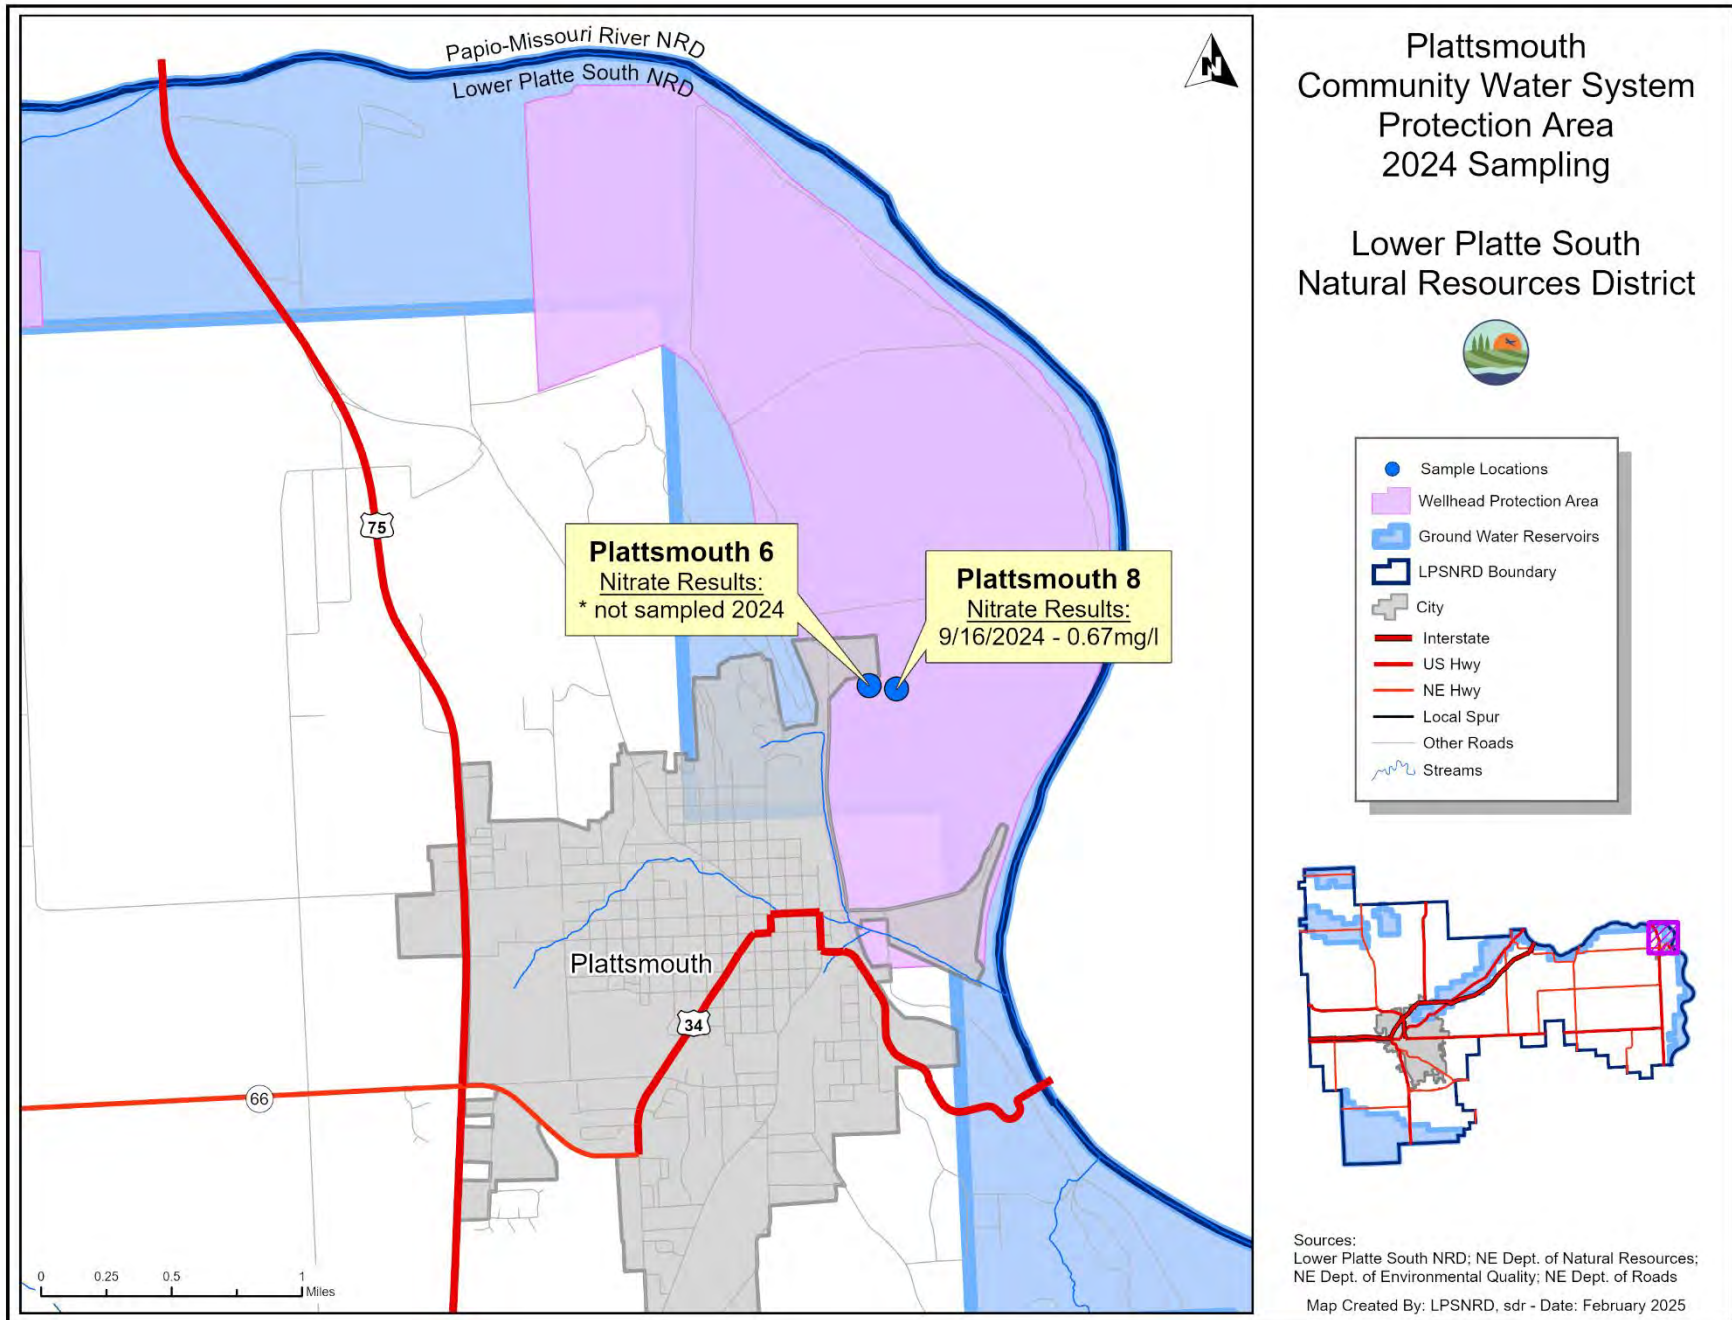 Papio-Missouri River NRD
Lower Platte South NRD
N
75
Plattsmouth 6
Nitrate Results:
* not sampled 2024
Plattsmouth 8
Nitrate Results:
9/16/2024 - 0.67mg/l
Plattsmouth
34
66
0 0.25 0.5 1
Miles
Plattsmouth
Community Water System
Protection Area
2024 Sampling
Lower Platte South
Natural Resources District
Sample Locations
Wellhead Protection Area
Ground Water Reservoirs
LPSNRD Boundary
City
Interstate
US Hwy
NE Hwy
Local Spur
Other Roads
Streams
Sources:
Lower Platte South NRD; NE Dept. of Natural Resources;
NE Dept. of Environmental Quality; NE Dept. of Roads
Map Created By: LPSNRD, sdr - Date: February 2025